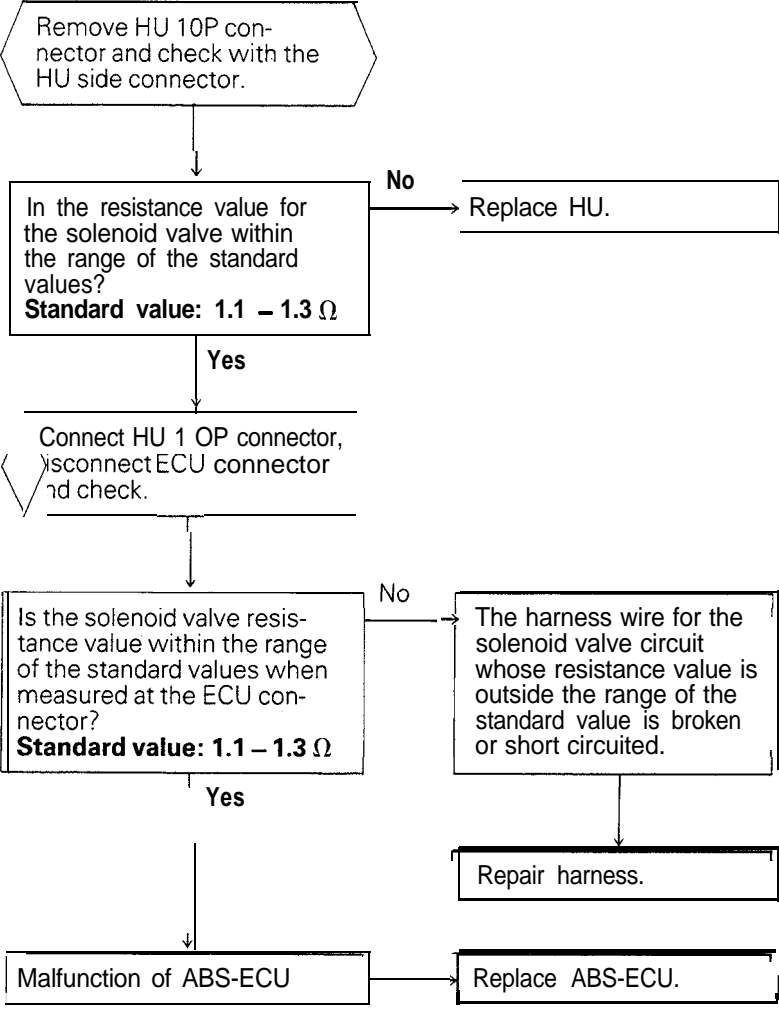 Remove HU 10P con-
nector and check with the
HU side connector.
No
In the resistance value for
the solenoid valve within
the range of the standard
values?
Standard value: 1.1 – 1.3 Ω
Replace HU.
Yes
Connect HU 1 OP connector,
isconnect ECU connector
nd check.
Is the solenoid valve resis-
tance value within the range
of the standard values when
measured at the ECU con-
nector?
Standard value: 1.1 – 1.3 Ω
No
The harness wire for the
solenoid valve circuit
whose resistance value is
outside the range of the
standard value is broken
or short circuited.
Yes
Repair harness.
Malfunction of ABS-ECU
Replace ABS-ECU.